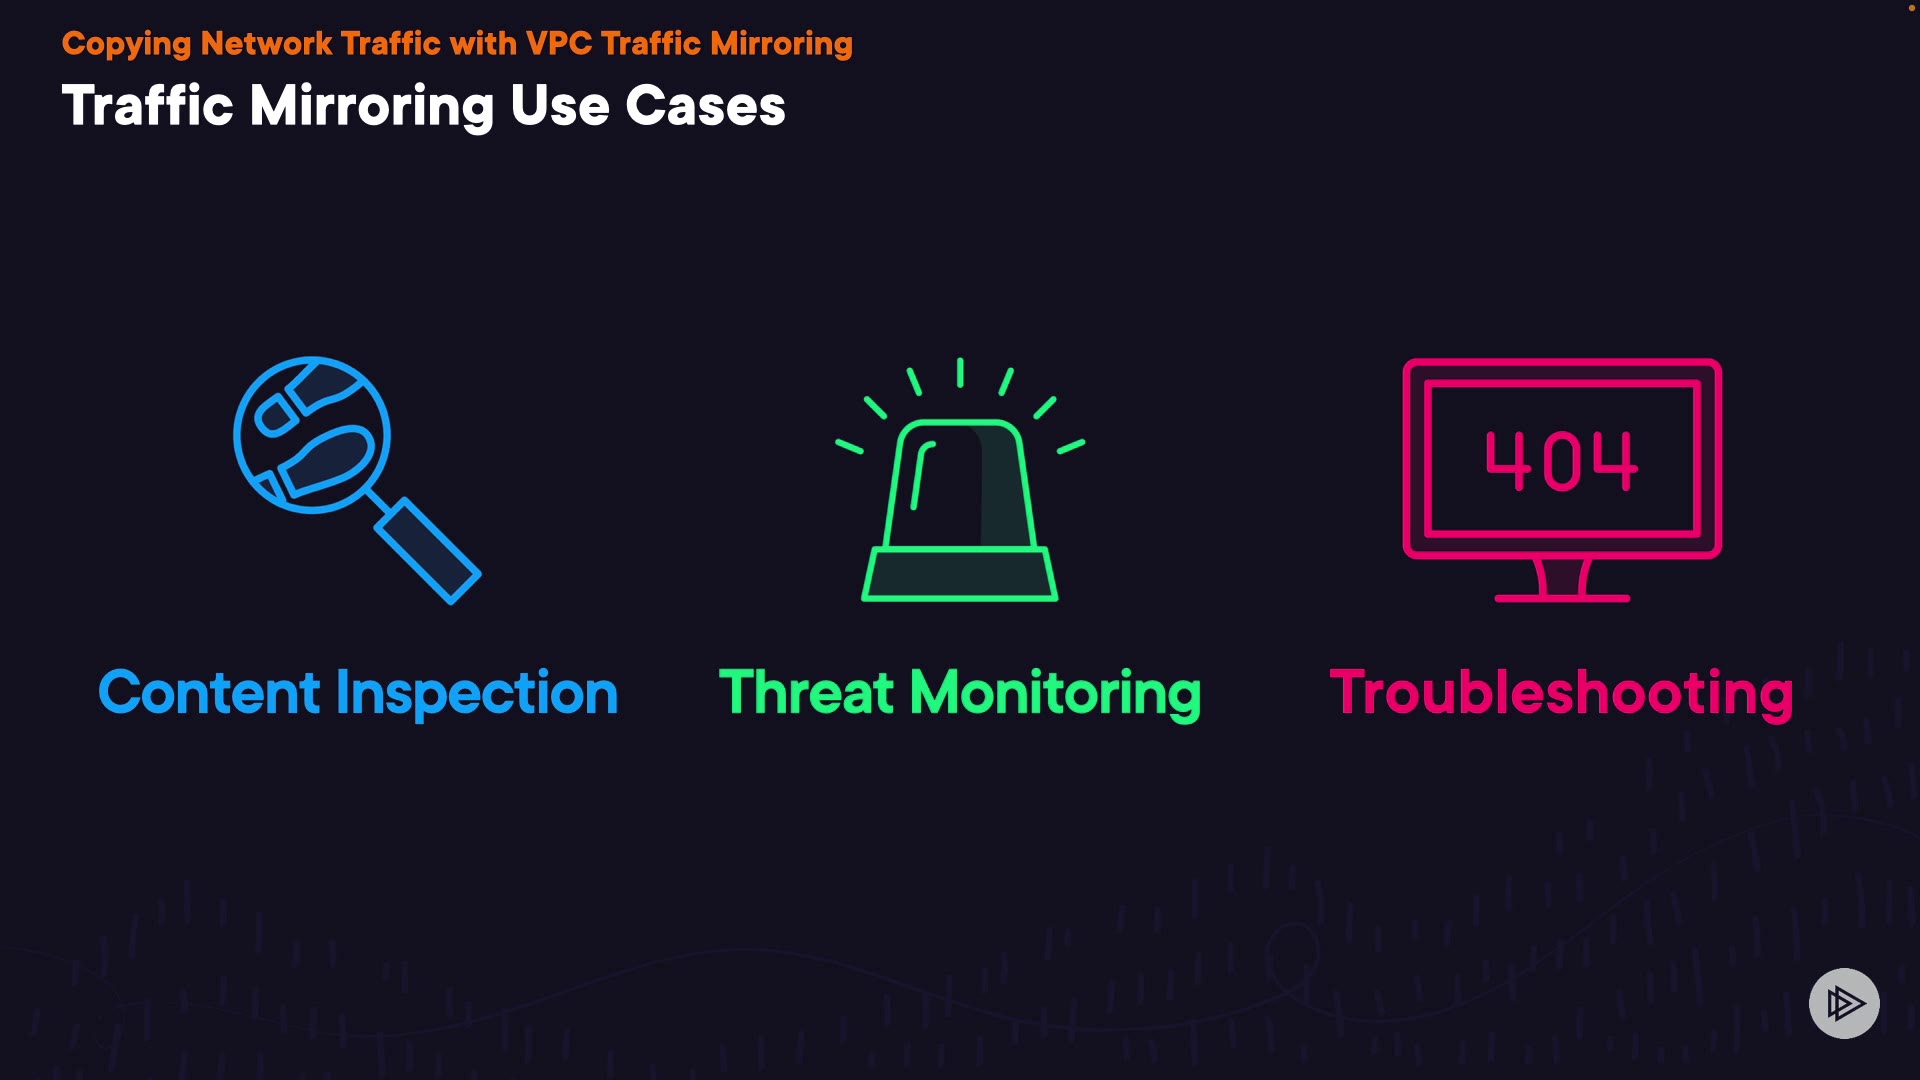 Copying Network Traffic with VPC Traffic Mirroring
Traffic Mirroring Use Cases
404
Content Inspection
Threat Monitoring
Troubleshooting